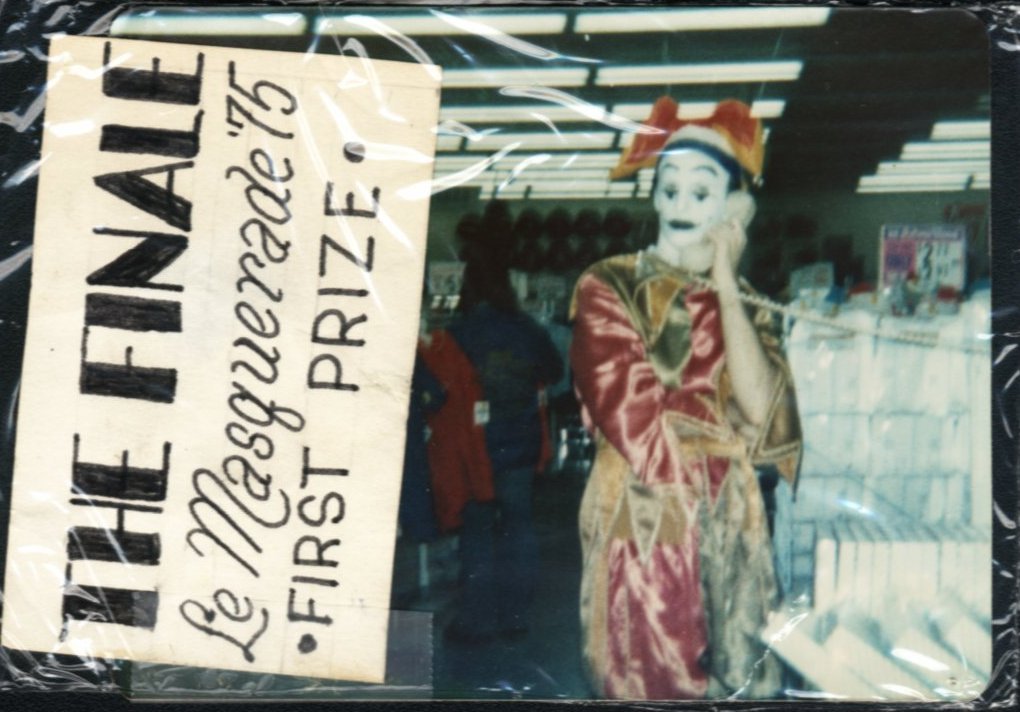 THE FINALE
Le Masquerade '75
• FIRST PRIZE •